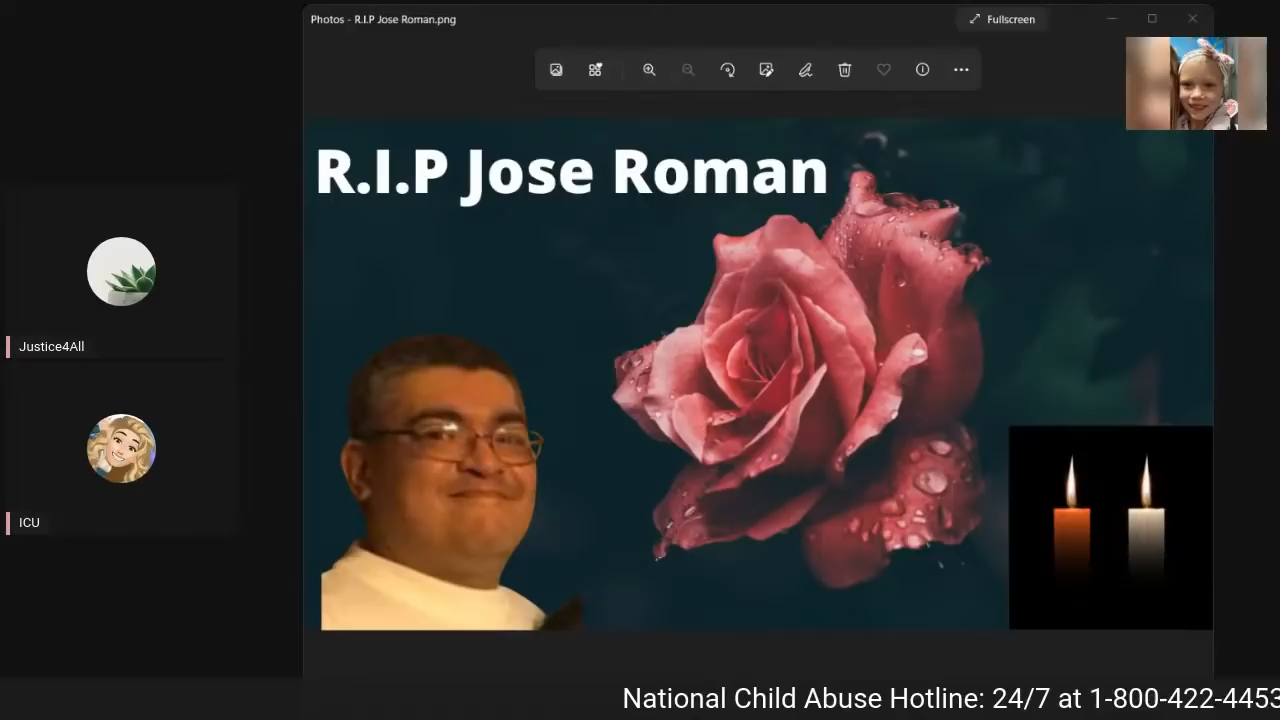 Photos - R.I.P Jose Roman.png
Fullscreen
R.I.P Jose Roman
Justice4All
ICU
National Child Abuse Hotline: 24/7 at 1-800-422-4453